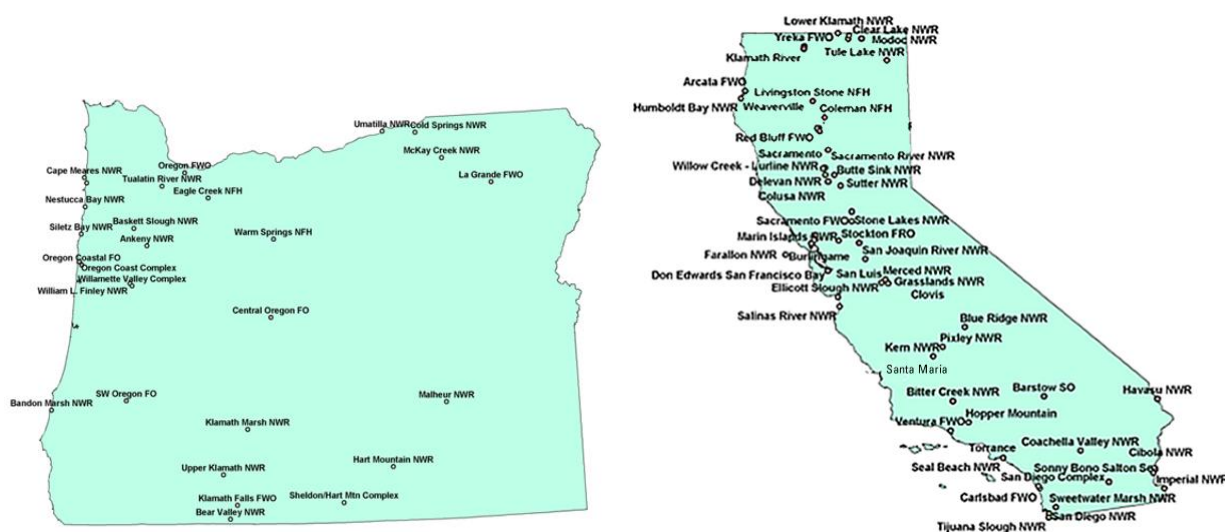 Umatilla NWR
Cold Springs NWR
McKay Creek NWR
Oregon FWO
Cape Meares NWR
Tualatin River NWR
La Grande FWO
Eagle Creek NFH
Nestucca Bay NWR
Baskett Slough NWR
Siletz Bay NWR
Warm Springs NFH
Ankeny NWR
Oregon Coastal FO
Oregon Coast Complex
Willamette Valley Complex
William L. Finley NWR
Central Oregon FO
SW Oregon FO
Malheur NWR
Bandon Marsh NWR
Klamath Marsh NWR
Hart Mountain NWR
Upper Klamath NWR
Klamath Falls FWO
Sheldon/Hart Mtn Complex
Bear Valley NWR
Lower Klamath NWR
Clear Lake NWR
Yreka FWO
Modoc NWR
Klamath River
Tule Lake NWR
Arcata FWO
Livingston Stone NFH
Humboldt Bay NWR
Weaverville
Coleman NFH
Red Bluff FWO
Sacramento
Sacramento River NWR
Willow Creek - Lurline NWR
Butte Sink NWR
Delevan NWR
Sutter NWR
Colusa NWR
Sacramento FWO
Stone Lakes NWR
Marin Islands NWR
Stockton FRO
Farallon NWR
Burlingame
San Joaquin River NWR
Don Edwards San Francisco Bay
San Luis
Merced NWR
Ellicott Slough NWR
Grasslands NWR
Clovis
Salinas River NWR
Blue Ridge NWR
Kern NWR
Pixley NWR
Santa Maria
Bitter Creek NWR
Barstow SO
Havasu NWR
Hopper Mountain
Ventura FWO
Coachella Valley NWR
Torrance
Cibola NWR
Seal Beach NWR
Sonny Bono Salton Sea
San Diego Complex
Imperial NWR
Carlsbad FWO
Sweetwater Marsh NWR
San Diego NWR
Tijuana Slough NWR